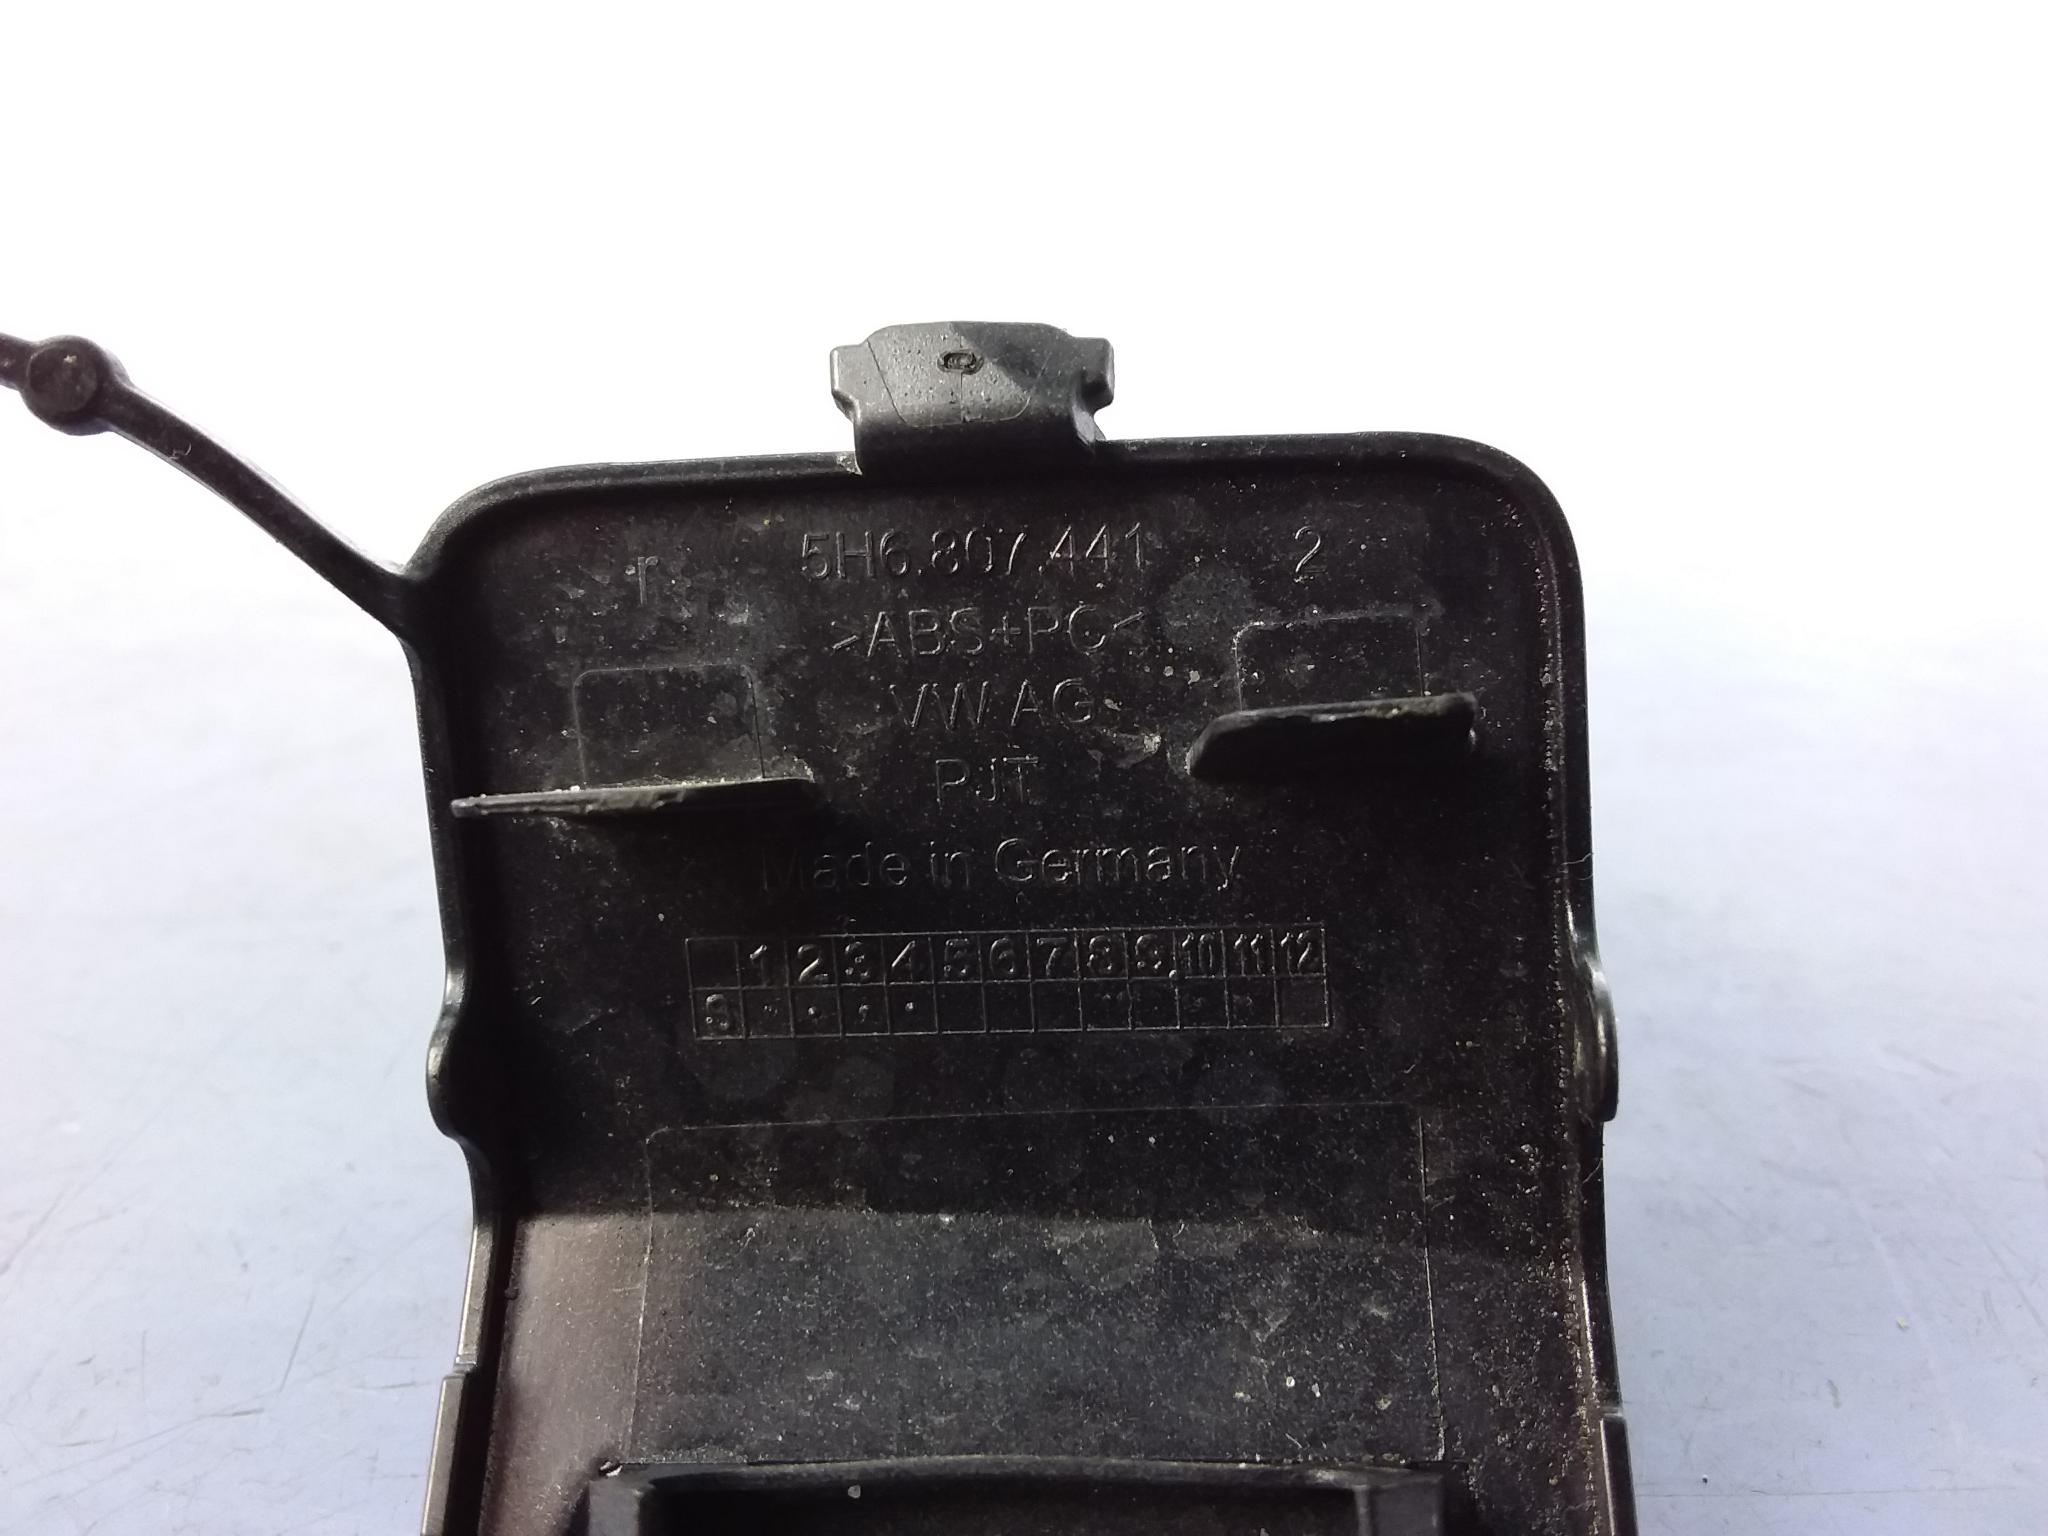 r 5H6.807.441 2
>ABS+PC<
VW AG
PJT
Made in Germany
1 2 3 4 5 6 7 8 9 10 11 12